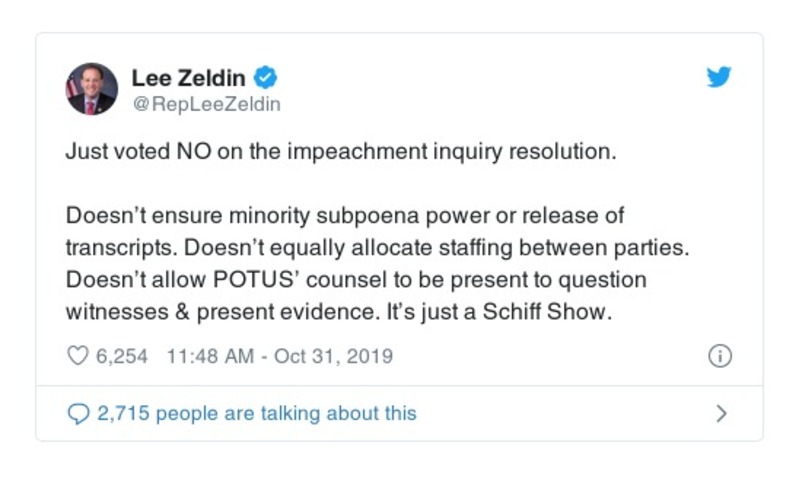 Lee Zeldin
@RepLeeZeldin
Just voted NO on the impeachment inquiry resolution.
Doesn’t ensure minority subpoena power or release of
transcripts. Doesn’t equally allocate staffing between parties.
Doesn’t allow POTUS’ counsel to be present to question
witnesses & present evidence. It’s just a Schiff Show.
6,254 11:48 AM - Oct 31, 2019
2,715 people are talking about this